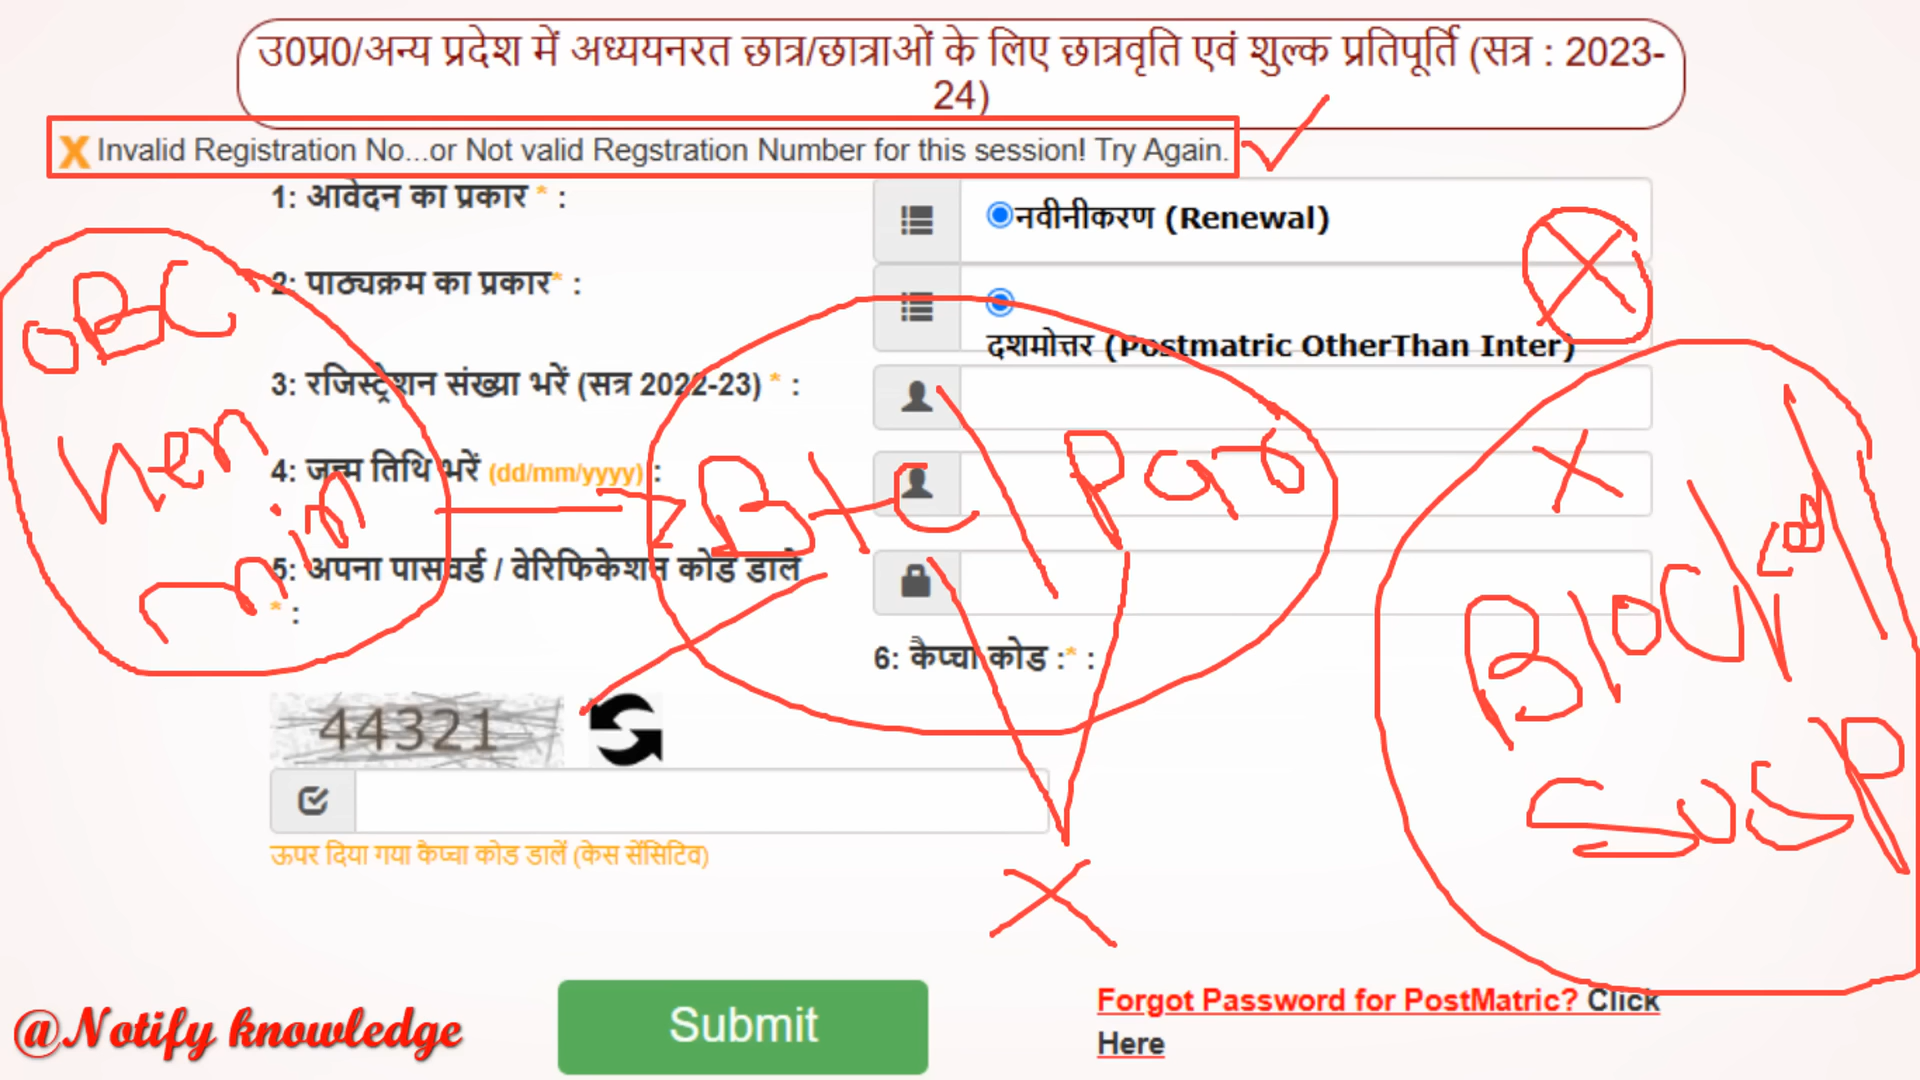 उ0प्र0/अन्य प्रदेश में अध्ययनरत छात्र/छात्राओं के लिए छात्रवृति एवं शुल्क प्रतिपूर्ति (सत्र : 2023-
24)
X Invalid Registration No...or Not valid Regstration Number for this session! Try Again.
1: आवेदन का प्रकार * :
नवीनीकरण (Renewal)
2: पाठ्यक्रम का प्रकार* :
दशमोत्तर (Postmatric OtherThan Inter)
3: रजिस्ट्रेशन संख्या भरें (सत्र 2022-23) * :
4: जन्म तिथि भरें (dd/mm/yyyy) :
5: अपना पासवर्ड / वेरिफिकेशन कोड डालें
* :
6: कैप्चा कोड :* :
44321
ऊपर दिया गया कैप्चा कोड डालें (केस सेंसिटिव)
Submit
Forgot Password for PostMatric? Click
Here
@Notify knowledge
OBC
min